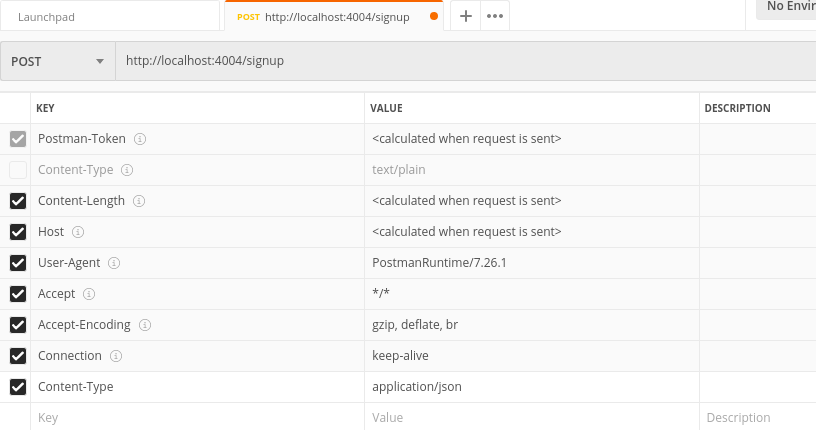 Launchpad POST http://localhost:4004/signup + ••• No Envir
POST http://localhost:4004/signup
KEY VALUE DESCRIPTION
Postman-Token <calculated when request is sent>
Content-Type text/plain
Content-Length <calculated when request is sent>
Host <calculated when request is sent>
User-Agent PostmanRuntime/7.26.1
Accept */*
Accept-Encoding gzip, deflate, br
Connection keep-alive
Content-Type application/json
Key Value Description